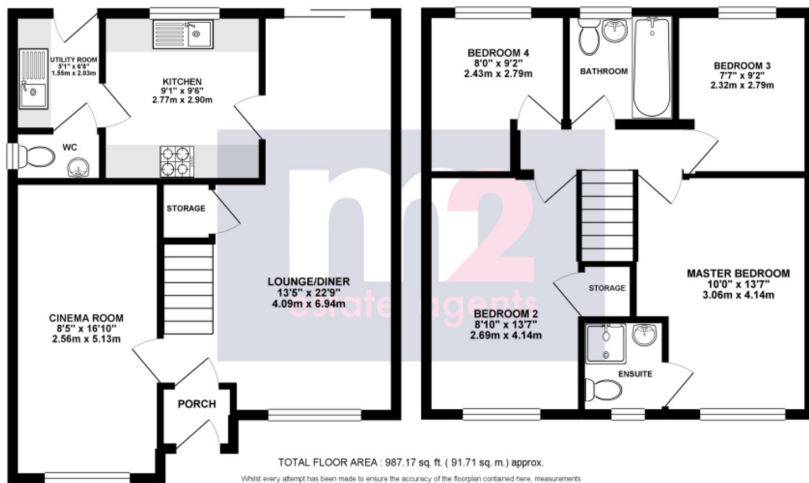 UTILITY ROOM
5'1" x 6'8"
1.55m x 2.03m
KITCHEN
9'1" x 9'6"
2.77m x 2.90m
WC
STORAGE
LOUNGE/DINER
13'5" x 22'9"
4.09m x 6.94m
CINEMA ROOM
8'5" x 16'10"
2.56m x 5.13m
PORCH
BEDROOM 4
8'0" x 9'2"
2.43m x 2.79m
BATHROOM
BEDROOM 3
7'7" x 9'2"
2.32m x 2.79m
MASTER BEDROOM
10'0" x 13'7"
3.06m x 4.14m
STORAGE
BEDROOM 2
8'10" x 13'7"
2.69m x 4.14m
ENSUITE
m2
estate agents
TOTAL FLOOR AREA : 987.17 sq. ft. ( 91.71 sq. m.) approx.
Whilst every attempt has been made to ensure the accuracy of the floorplan contained here, measurements